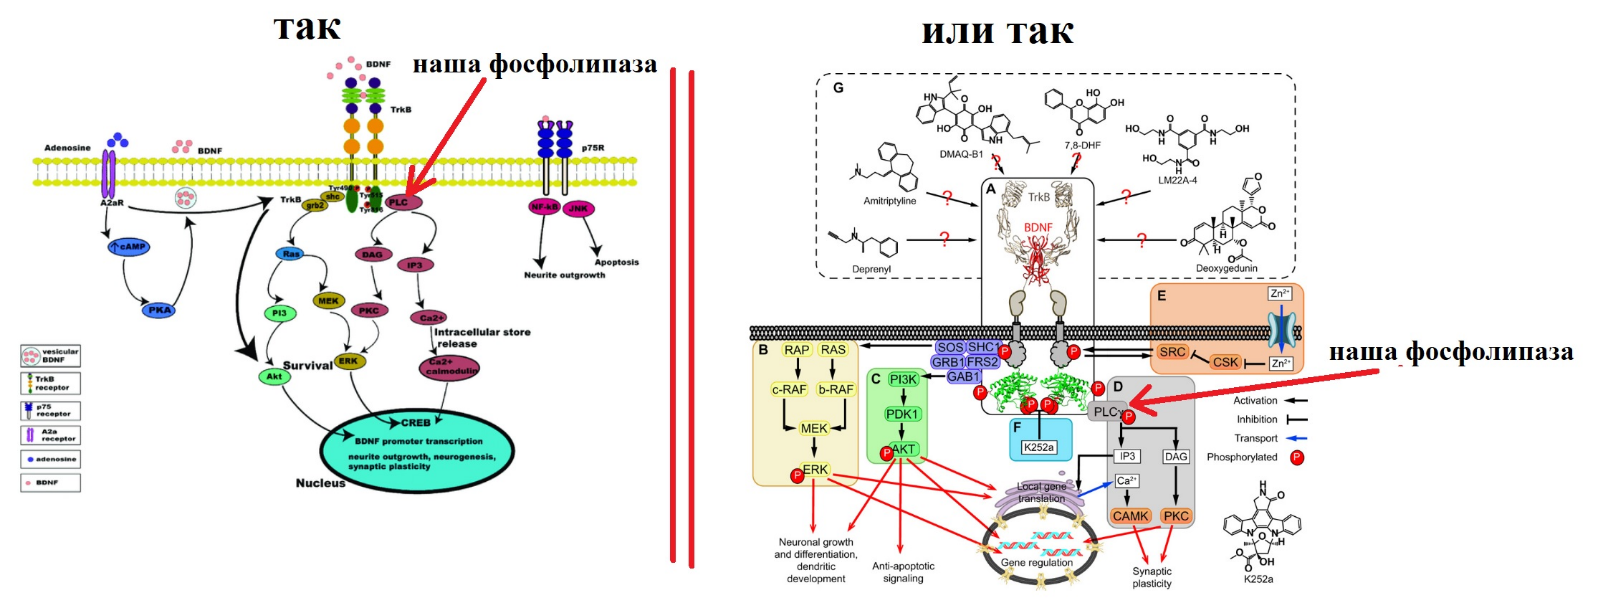 так
или так
наша фосфолипаза
BDNF
TrkB
Adenosine
BDNF
p75R
A2aR
TrkB
grb2
shc
PLC
NF-kB
JNK
cAMP
Ras
DAG
IP3
Apoptosis
Neurite outgrowth
PKA
PI3
MEK
PKC
Ca2+
Intracellular store
release
Survival
ERK
Ca2+
calmodulin
Akt
CREB
BDNF promoter transcription
neurite outgrowth, neurogenesis,
synaptic plasticity
Nucleus
vesicular
BDNF
TrkB
receptor
p75
receptor
A2a
receptor
adenosine
BDNF
G
DMAQ-B1
7,8-DHF
LM22A-4
Amitriptyline
Deprenyl
Deoxygedunin
?
?
?
?
?
?
A
TrkB
BDNF
E
Zn²⁺
Zn²⁺
SRC
CSK
наша фосфолипаза
B
RAP
RAS
SOS
SHC1
GRB1
FRS2
GAB1
c-RAF
b-RAF
MEK
P
ERK
C
PI3K
PDK1
P
AKT
P
P
P
P
P
P
D
PLC
P
IP3
DAG
Ca²⁺
CAMK
PKC
F
K252a
Local gene
translation
Gene regulation
Neuronal growth
and differentiation,
dendritic
development
Anti-apoptotic
signaling
Synaptic
plasticity
Activation
Inhibition
Transport
Phosphorylated
P
K252a